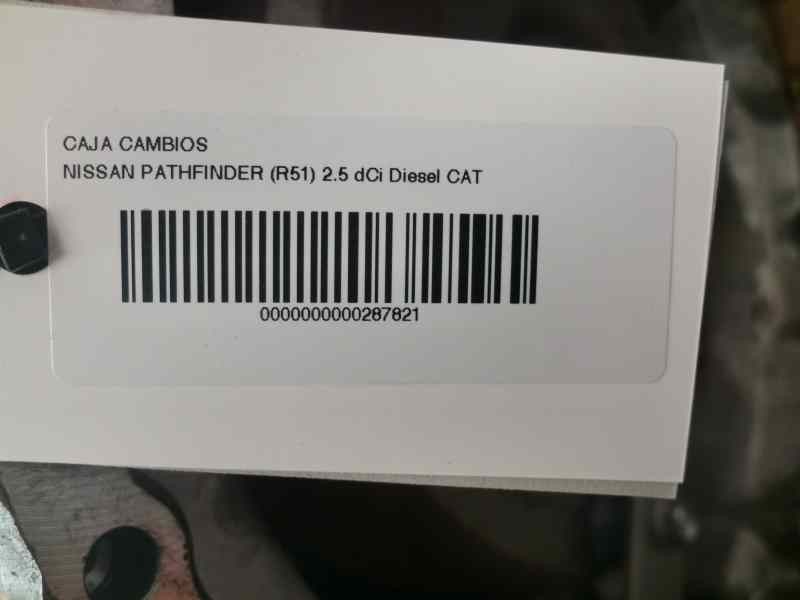 CAJA CAMBIOS
NISSAN PATHFINDER (R51) 2.5 dCi Diesel CAT
0000000000287821